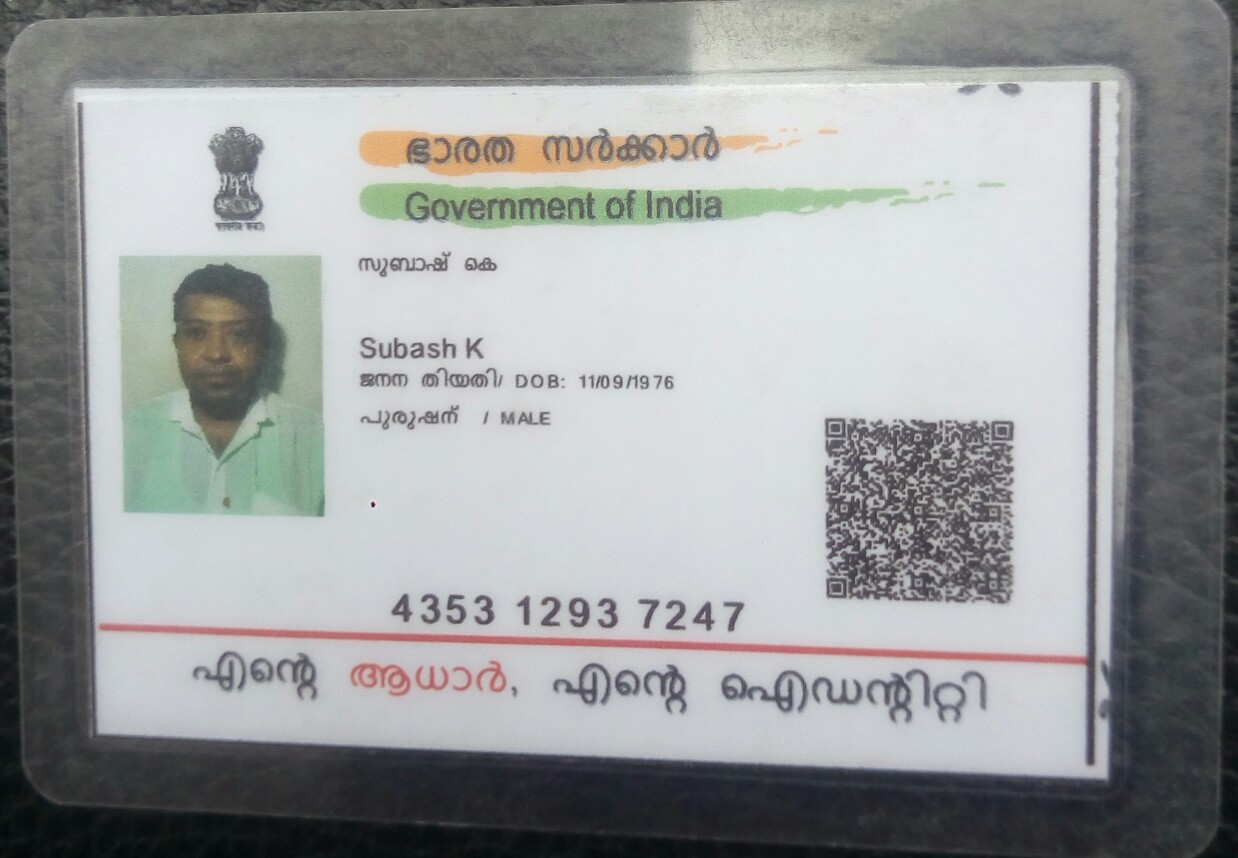 ഭാരത സർക്കാർ
Government of India
സുബാഷ് കെ
Subash K
ജനന തിയതി/ DOB: 11/09/1976
പുരുഷന് / MALE
4353 1293 7247
എന്റെ ആധാർ, എന്റെ ഐഡന്റിറ്റി